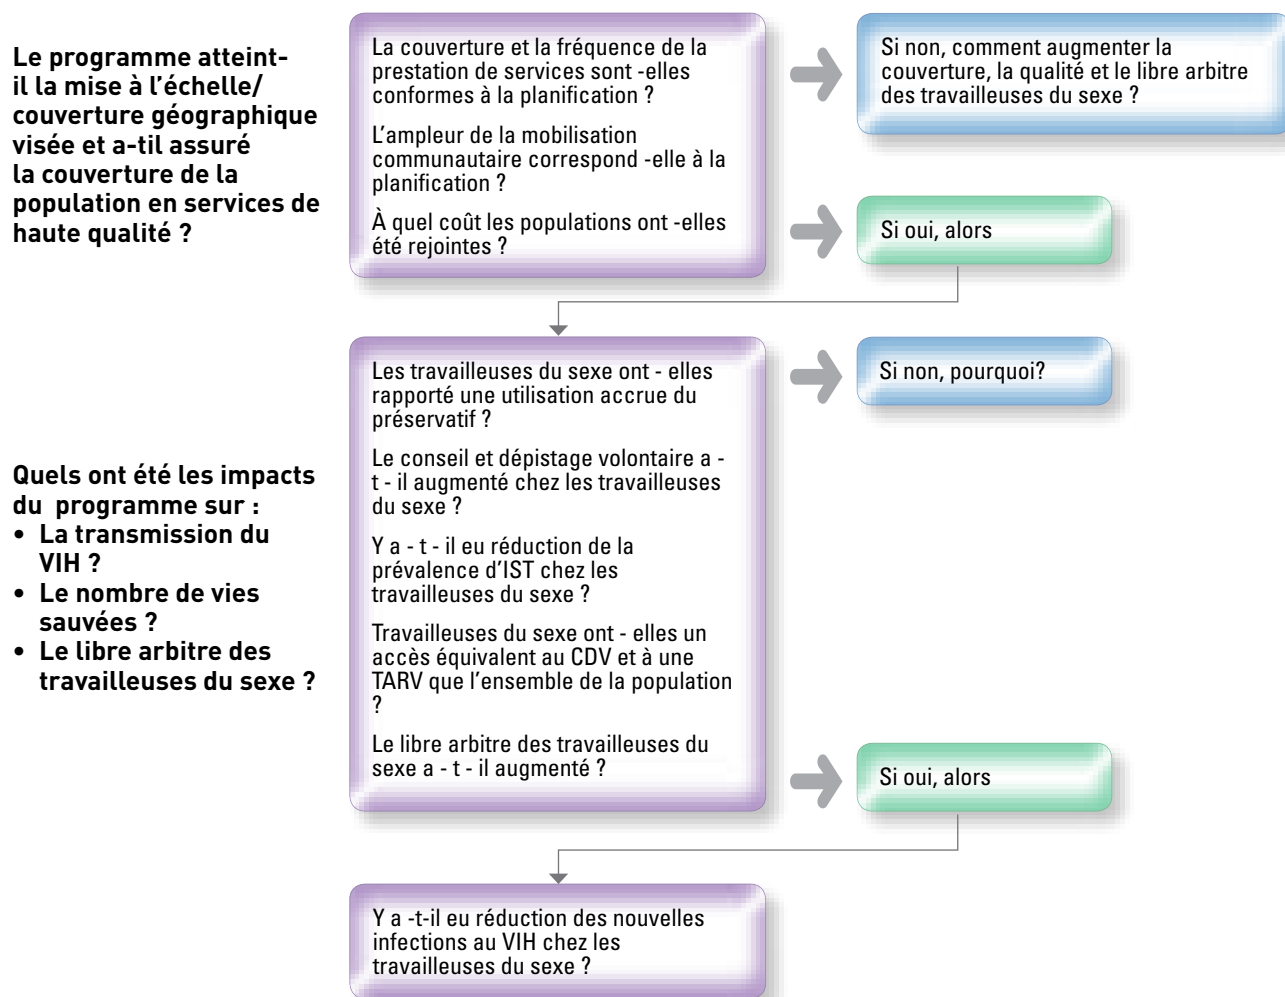 Le programme atteint-
il la mise à l'échelle/
couverture géographique
visée et a-til assuré
la couverture de la
population en services de
haute qualité ?
La couverture et la fréquence de la
prestation de services sont -elles
conformes à la planification ?
L'ampleur de la mobilisation
communautaire correspond -elle à la
planification ?
À quel coût les populations ont -elles
été rejointes ?
Si non, comment augmenter la
couverture, la qualité et le libre arbitre
des travailleuses du sexe ?
Si oui, alors
Quels ont été les impacts
du programme sur :
• La transmission du
VIH ?
• Le nombre de vies
sauvées ?
• Le libre arbitre des
travailleuses du sexe ?
Les travailleuses du sexe ont - elles
rapporté une utilisation accrue du
préservatif ?
Le conseil et dépistage volontaire a -
t - il augmenté chez les travailleuses
du sexe ?
Y a - t - il eu réduction de la
prévalence d'IST chez les
travailleuses du sexe ?
Travailleuses du sexe ont - elles un
accès équivalent au CDV et à une
TARV que l'ensemble de la population
?
Le libre arbitre des travailleuses du
sexe a - t - il augmenté ?
Si non, pourquoi?
Si oui, alors
Y a -t-il eu réduction des nouvelles
infections au VIH chez les
travailleuses du sexe ?